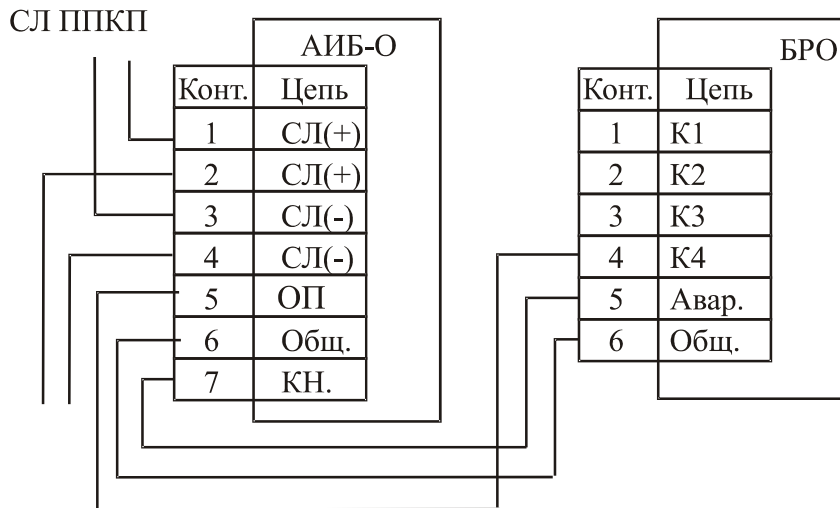 СЛ ППКП
АИБ-О
Конт. Цепь
1 СЛ(+)
2 СЛ(+)
3 СЛ(-)
4 СЛ(-)
5 ОП
6 Общ.
7 КН.
БРО
Конт. Цепь
1 К1
2 К2
3 К3
4 К4
5 Авар.
6 Общ.